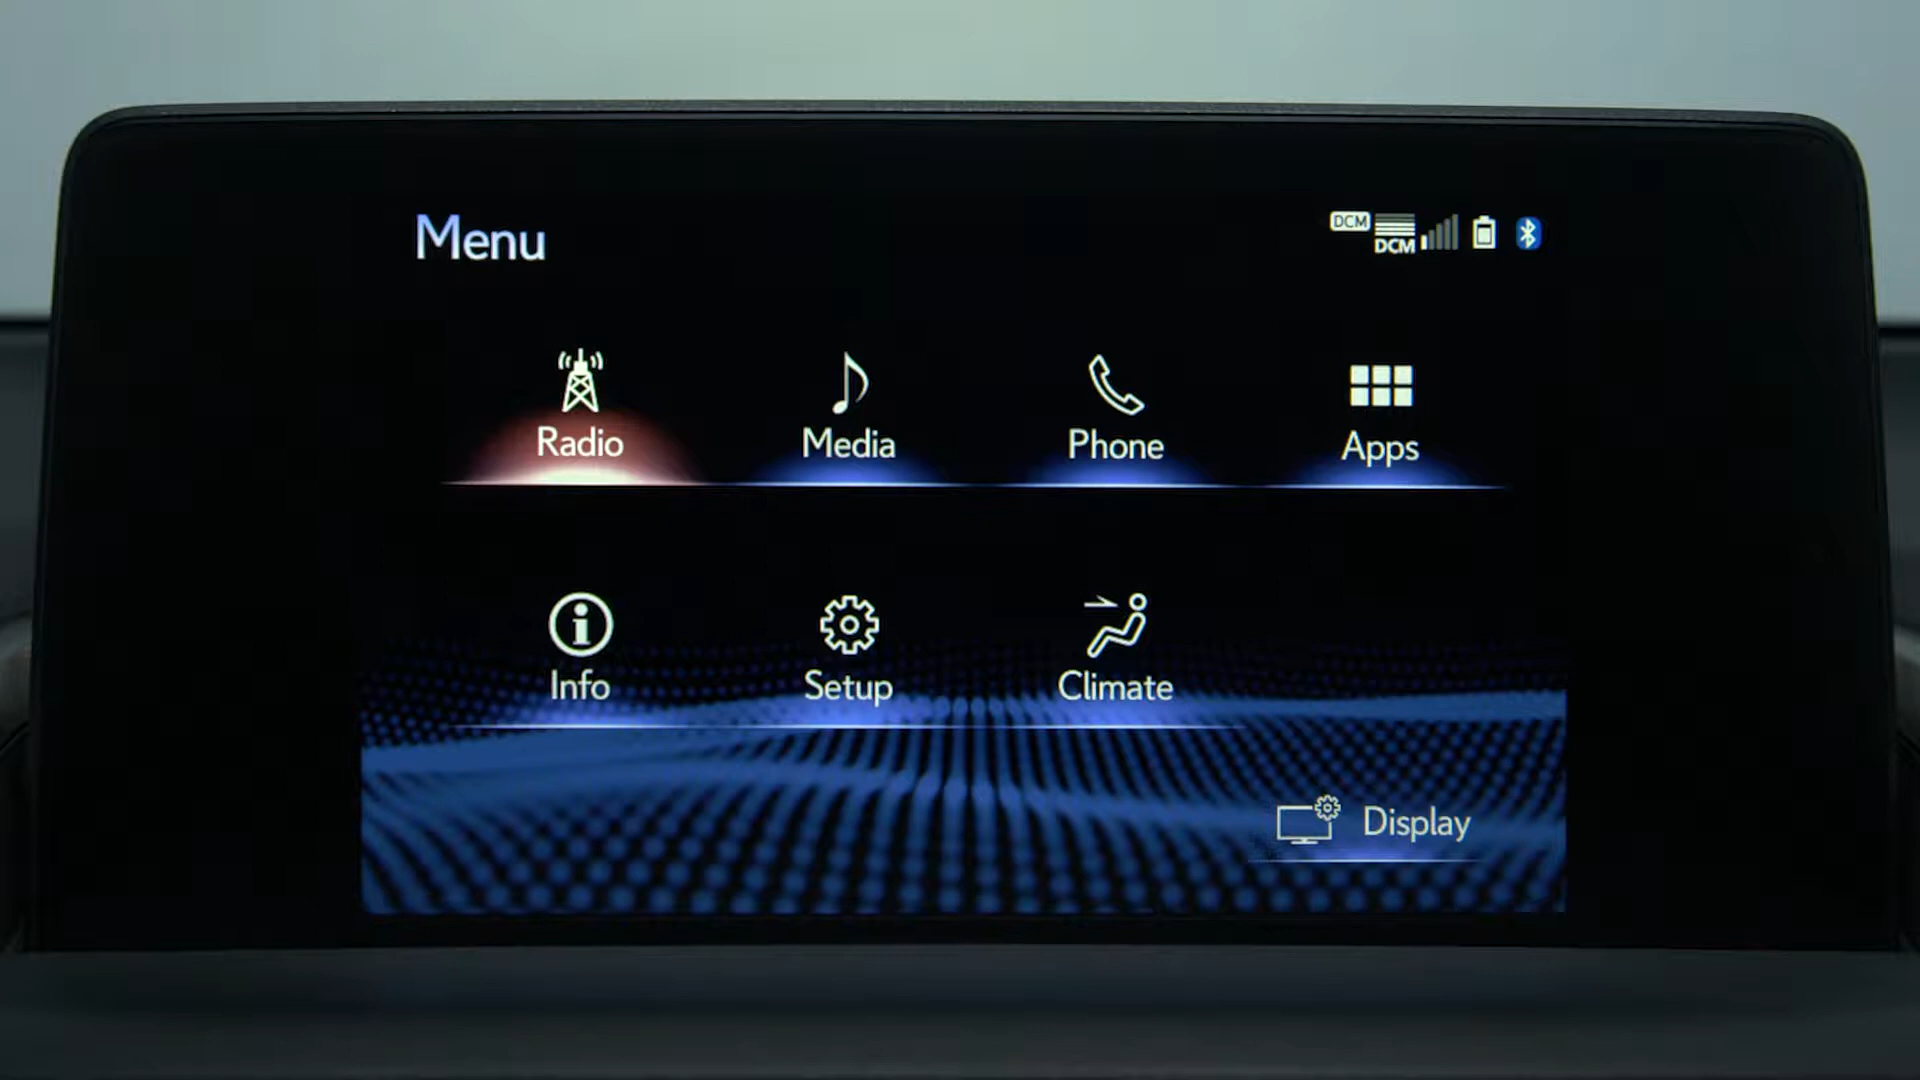 Menu
DCM
DCM
Radio
Media
Phone
Apps
Info
Setup
Climate
Display